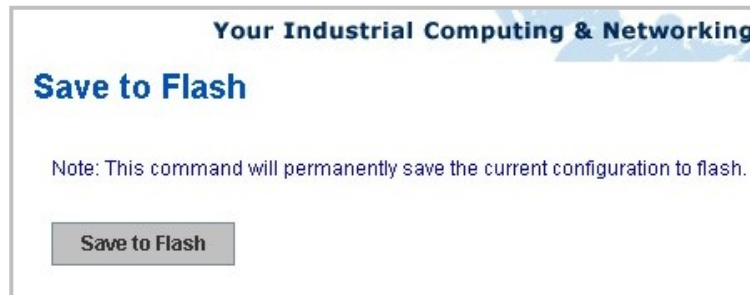 Your Industrial Computing & Networking
Save to Flash
Note: This command will permanently save the current configuration to flash.
Save to Flash